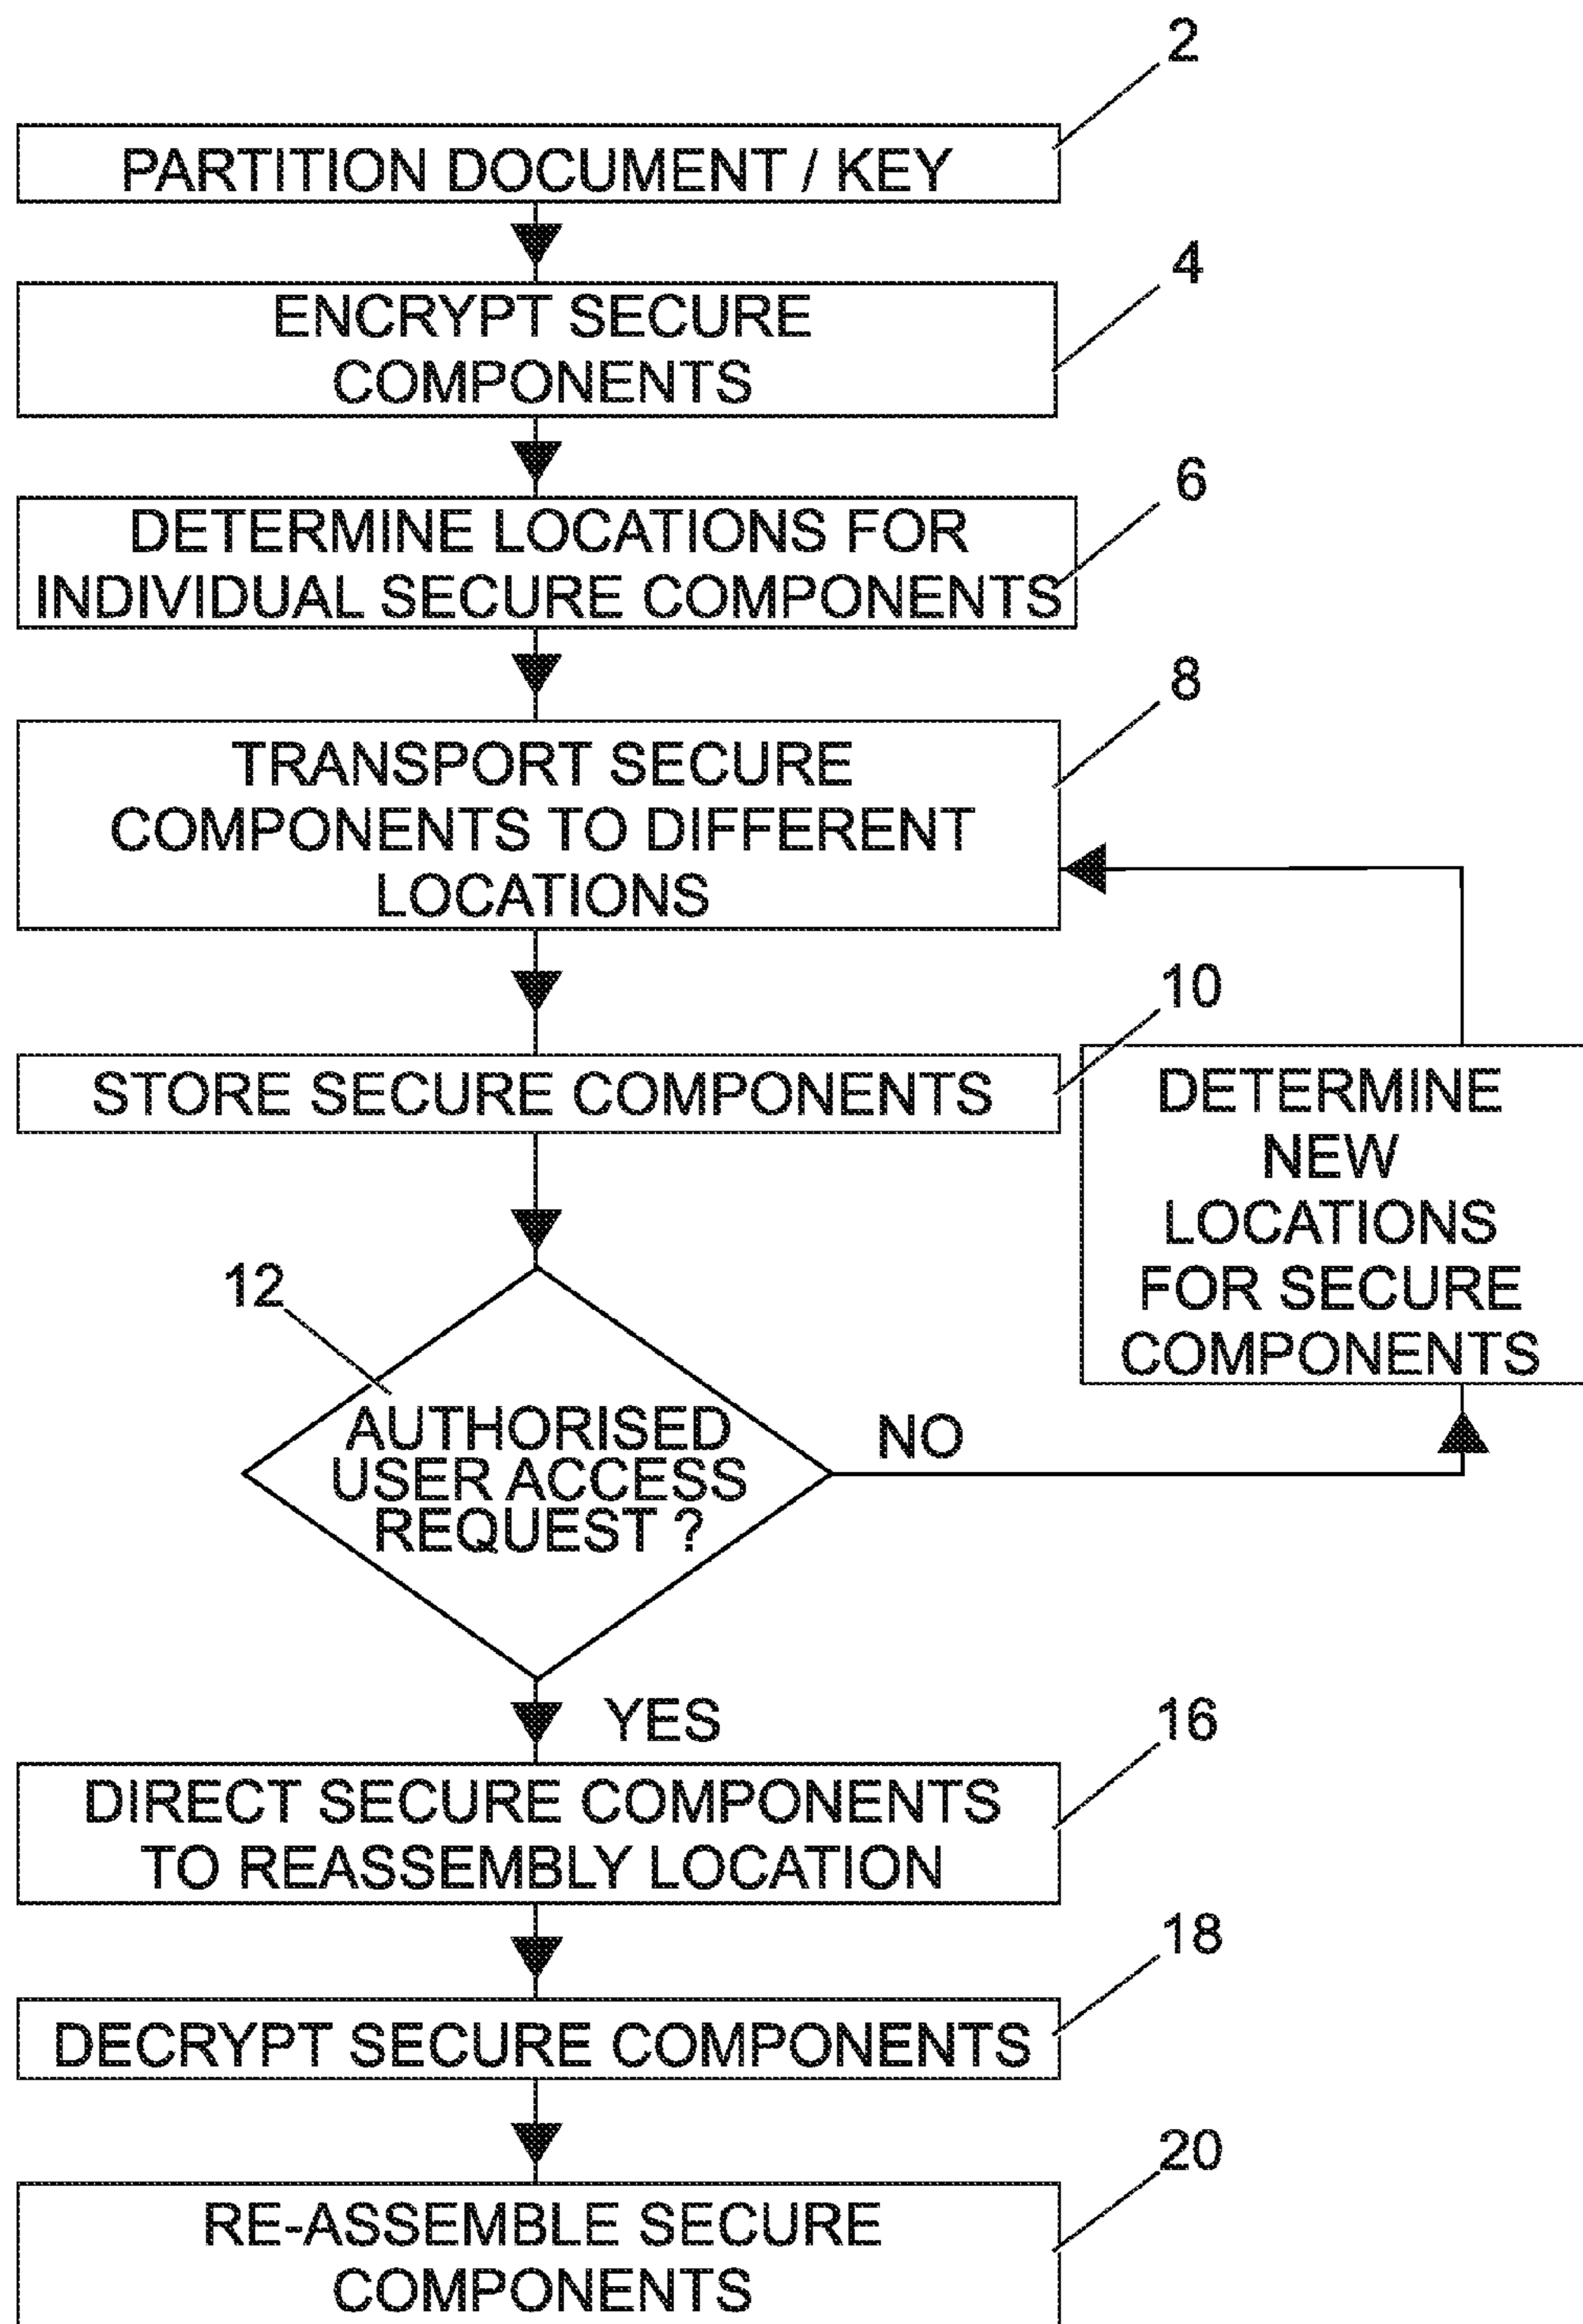 2
PARTITION DOCUMENT / KEY
4
ENCRYPT SECURE
COMPONENTS
6
DETERMINE LOCATIONS FOR
INDIVIDUAL SECURE COMPONENTS
8
TRANSPORT SECURE
COMPONENTS TO DIFFERENT
LOCATIONS
10
STORE SECURE COMPONENTS
DETERMINE
NEW
LOCATIONS
FOR SECURE
COMPONENTS
12
AUTHORISED
USER ACCESS
REQUEST ?
NO
YES
16
DIRECT SECURE COMPONENTS
TO REASSEMBLY LOCATION
18
DECRYPT SECURE COMPONENTS
20
RE-ASSEMBLE SECURE
COMPONENTS